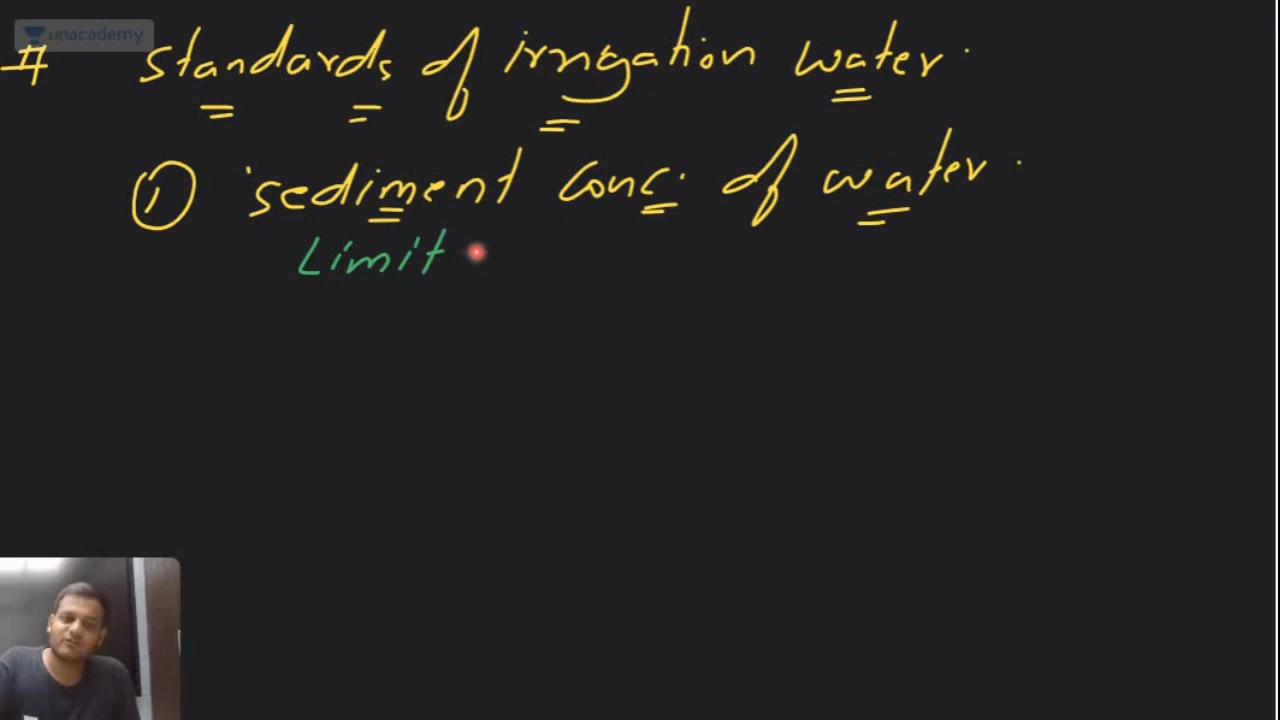 unacademy
# standards of irrigation water.
① sediment conc. of water.
Limit